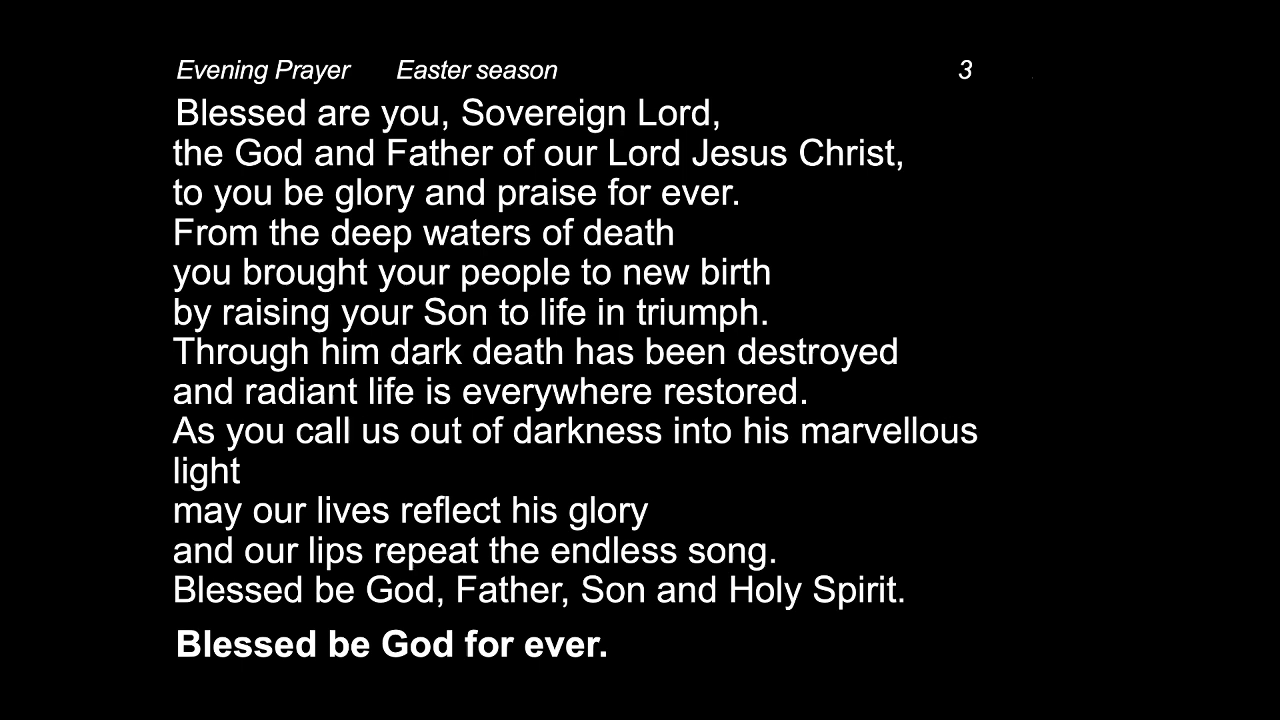 Evening Prayer Easter season 3
Blessed are you, Sovereign Lord,
the God and Father of our Lord Jesus Christ,
to you be glory and praise for ever.
From the deep waters of death
you brought your people to new birth
by raising your Son to life in triumph.
Through him dark death has been destroyed
and radiant life is everywhere restored.
As you call us out of darkness into his marvellous
light
may our lives reflect his glory
and our lips repeat the endless song.
Blessed be God, Father, Son and Holy Spirit.
Blessed be God for ever.